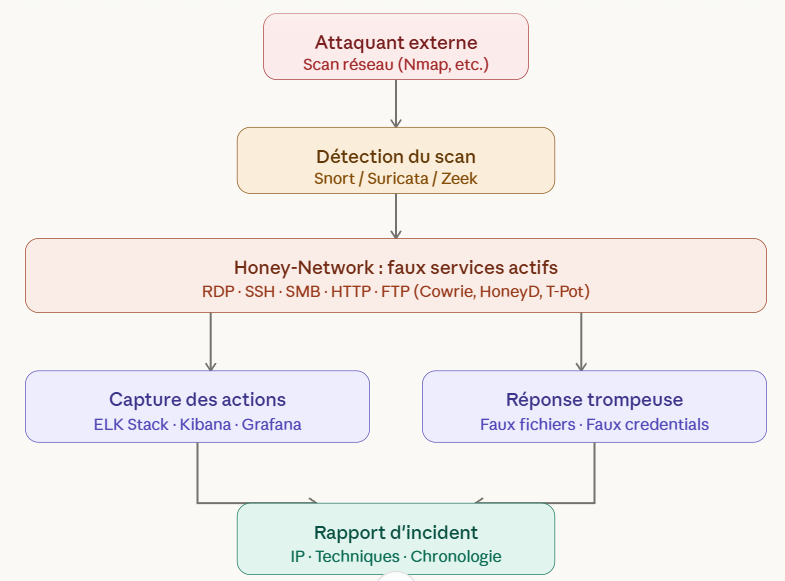 Attaquant externe
Scan réseau (Nmap, etc.)
Détection du scan
Snort / Suricata / Zeek
Honey-Network : faux services actifs
RDP · SSH · SMB · HTTP · FTP (Cowrie, HoneyD, T-Pot)
Capture des actions
ELK Stack · Kibana · Grafana
Réponse trompeuse
Faux fichiers · Faux credentials
Rapport d'incident
IP · Techniques · Chronologie